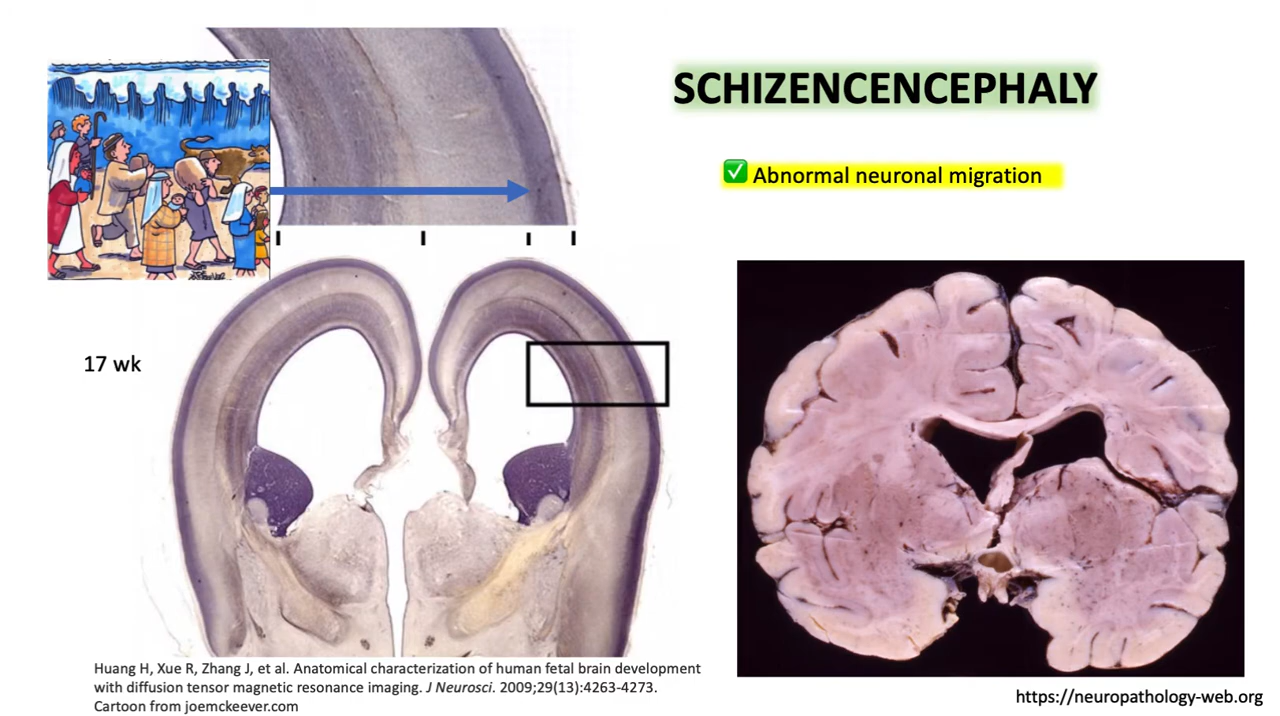 SCHIZENCENCEPHALY
✅ Abnormal neuronal migration
17 wk
Huang H, Xue R, Zhang J, et al. Anatomical characterization of human fetal brain development
with diffusion tensor magnetic resonance imaging. J Neurosci. 2009;29(13):4263-4273.
Cartoon from joemckeever.com
https://neuropathology-web.org